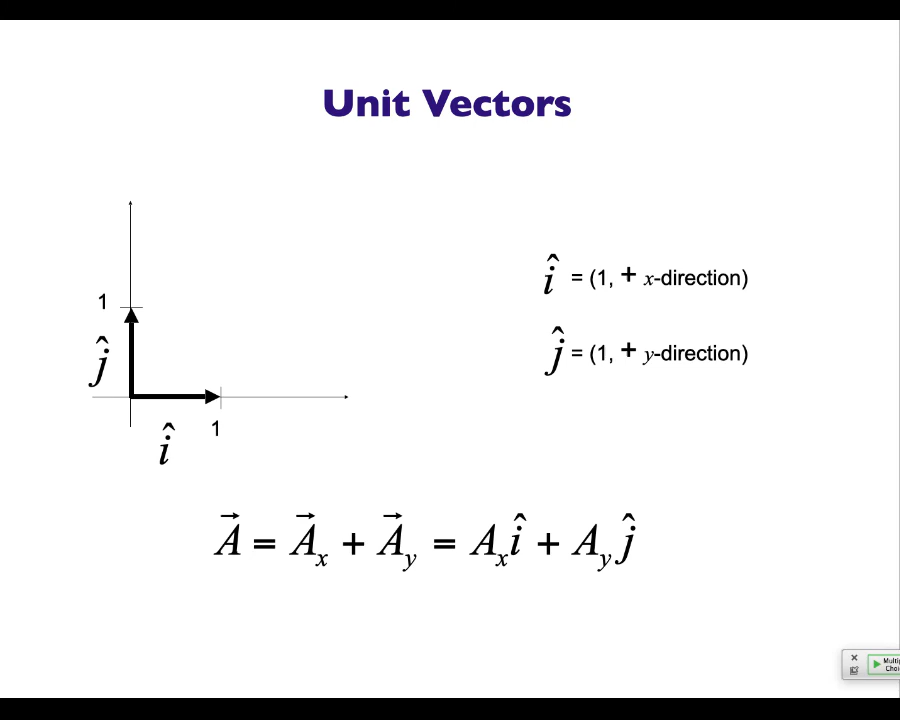 Unit Vectors
1
ĵ
î
1
î = (1, + x-direction)
ĵ = (1, + y-direction)
A⃗ = A⃗ₓ + A⃗ᵧ = Aₓî + Aᵧĵ